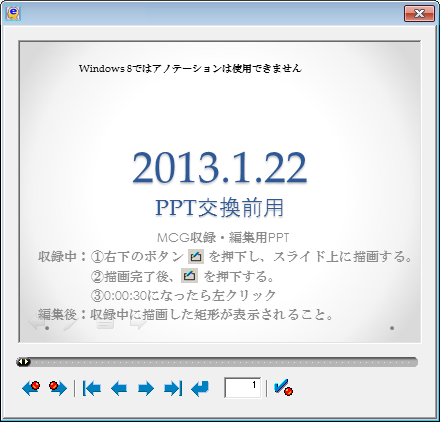 Windows 8ではアノテーションは使用できません
2013.1.22
PPT交換前用
MCG収録・編集用PPT
収録中：①右下のボタン を押下し、スライド上に描画する。
②描画完了後、 を押下する。
③0:00:30になったら左クリック
編集後：収録中に描画した矩形が表示されること。
1